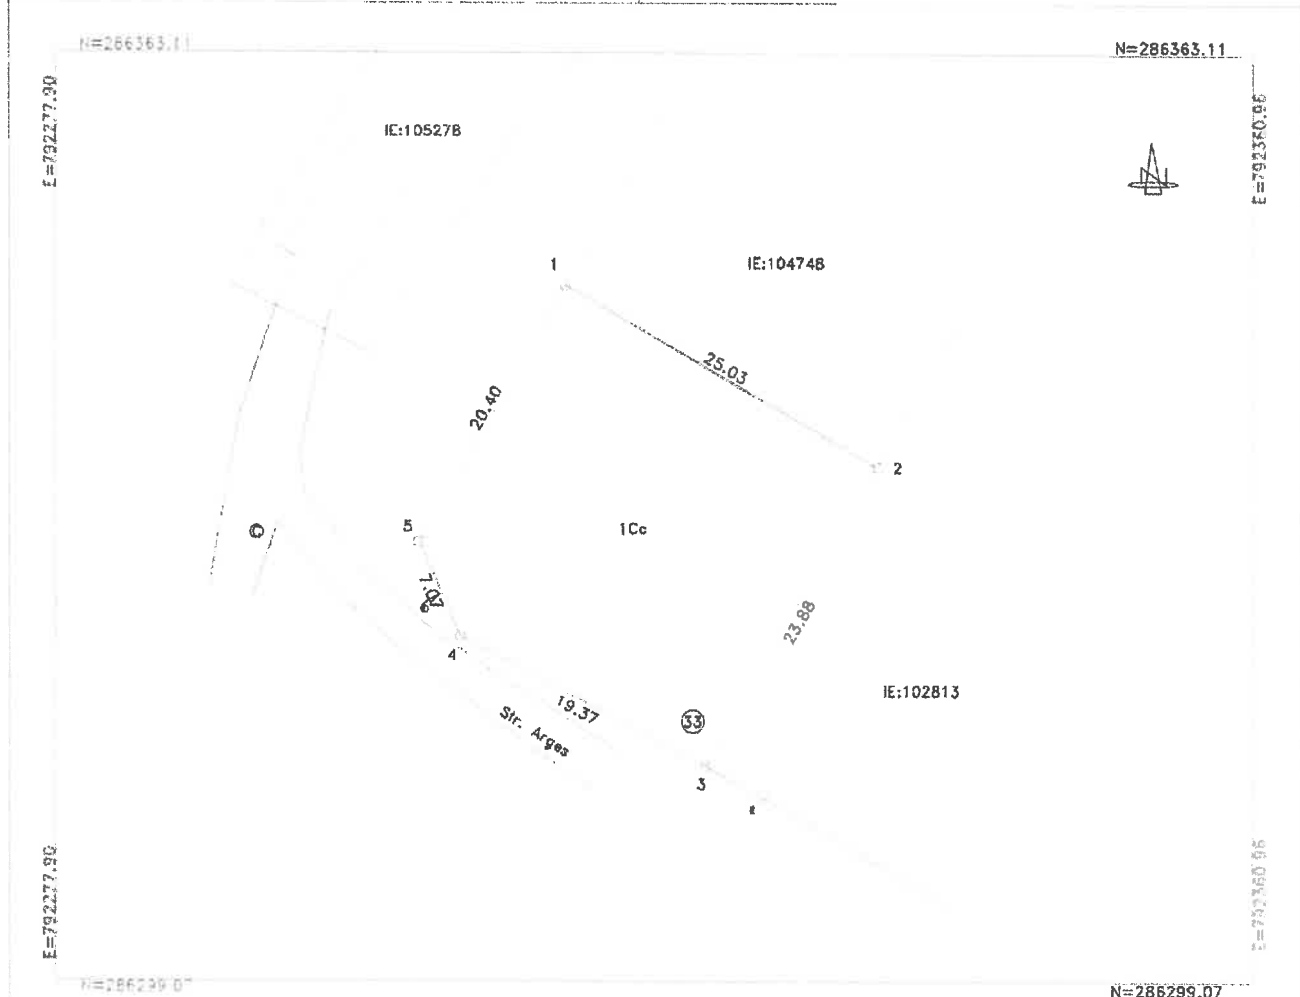 N=286363.11
N=286363.11
E=792277.90
E=792360.96
IE:105278
N
1
IE:104748
25.03
20.40
2
5
1Cc
7.07
23.88
4
IE:102813
19.37
33
Str. Arges
3
E=792277.90
E=792360.96
N=286299.07
N=286299.07